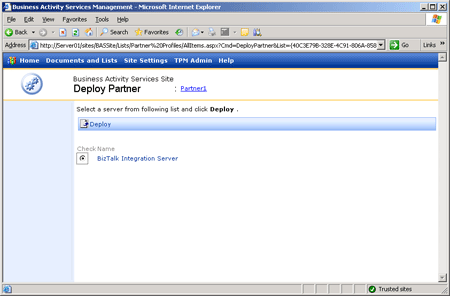 Business Activity Services Management - Microsoft Internet Explorer
File Edit View Favorites Tools Help
Back Search Favorites
Address http://Server01/sites/BASSite/Lists/Partner%20Profiles/AllItems.aspx?Cmd=DeployPartner&List={40C3E79B-328E-4C91-806A-858 Go Links »
Home Documents and Lists Site Settings TPM Admin Help
Business Activity Services Site
Deploy Partner : Partner1
Select a server from following list and click Deploy .
Deploy
Check Name
BizTalk Integration Server
Trusted sites